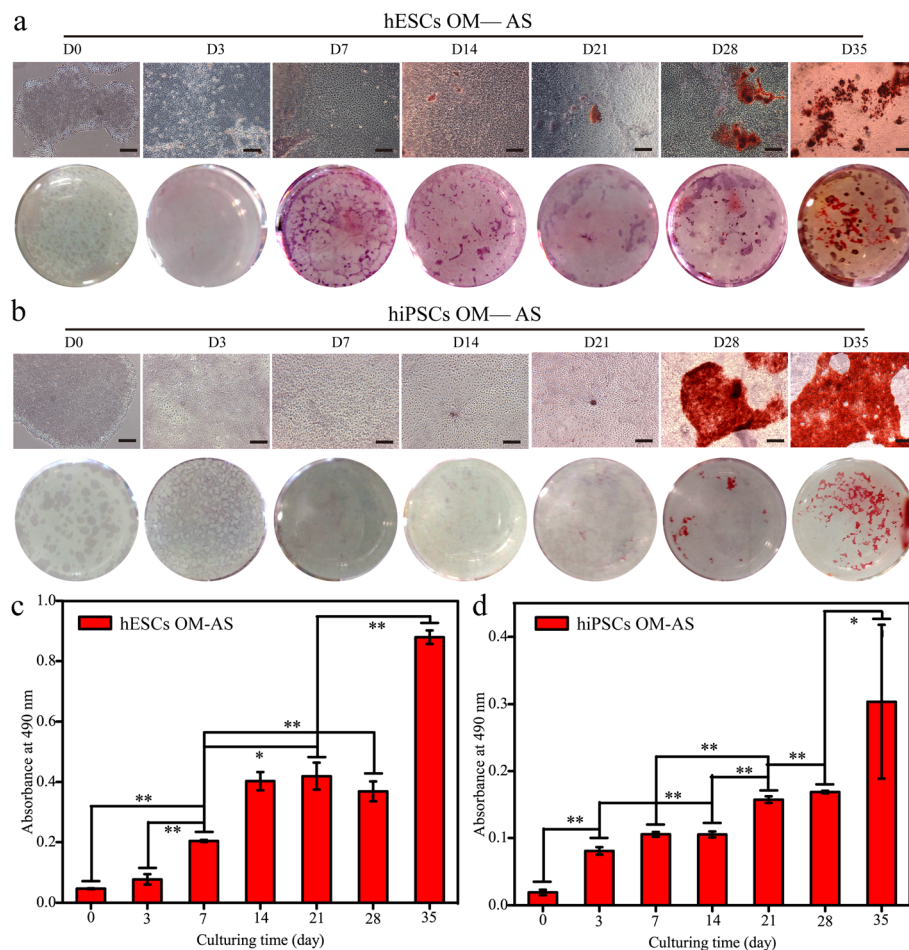 a
hESCs OM— AS
D0 D3 D7 D14 D21 D28 D35
b
hiPSCs OM— AS
D0 D3 D7 D14 D21 D28 D35
c
1.0
0.8
0.6
0.4
0.2
0.0
Absorbance at 490 nm
hESCs OM-AS
**
**
*
**
**
0 3 7 14 21 28 35
Culturing time (day)
d
0.4
0.3
0.2
0.1
0.0
Absorbance at 490 nm
hiPSCs OM-AS
*
**
**
**
**
**
0 3 7 14 21 28 35
Culturing time (day)